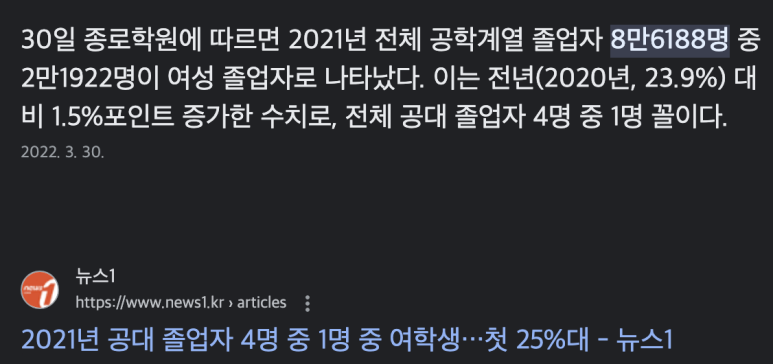 30일 종로학원에 따르면 2021년 전체 공학계열 졸업자 8만6188명 중
2만1922명이 여성 졸업자로 나타났다. 이는 전년(2020년, 23.9%) 대
비 1.5%포인트 증가한 수치로, 전체 공대 졸업자 4명 중 1명 꼴이다.
2022. 3. 30.
news1
뉴스1
https://www.news1.kr › articles
2021년 공대 졸업자 4명 중 1명 중 여학생…첫 25%대 - 뉴스1